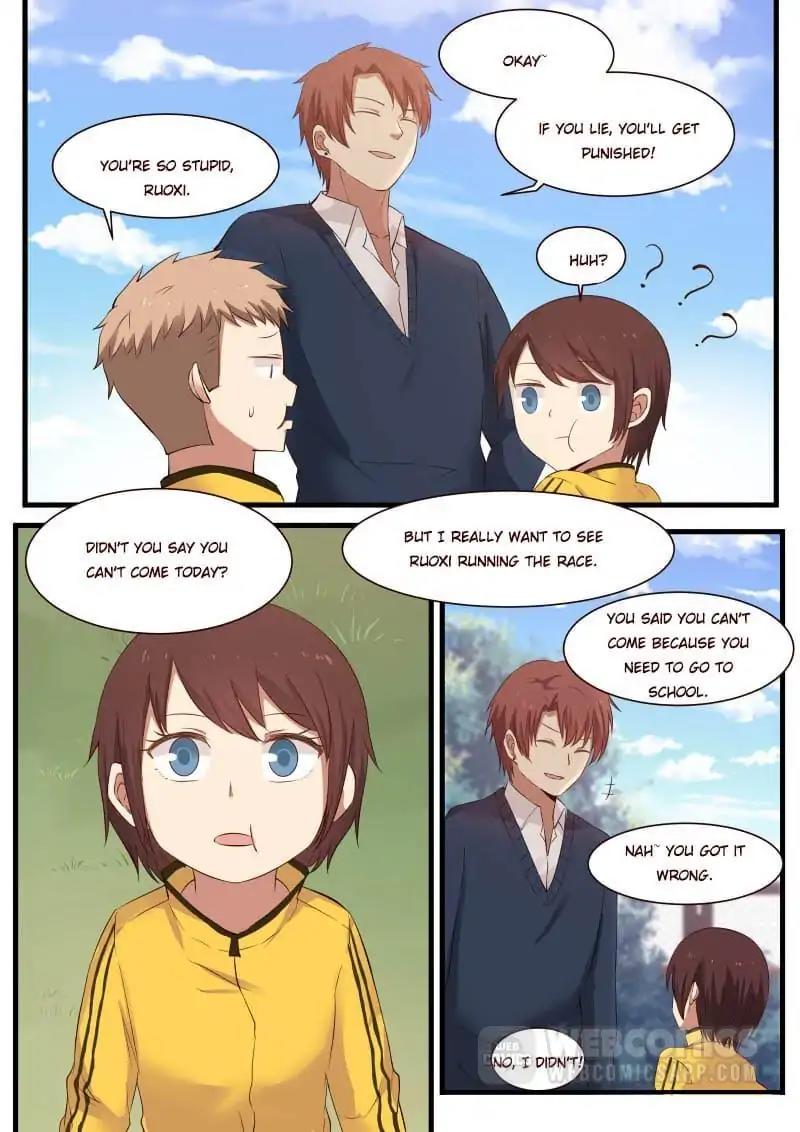 OKAY~
IF YOU LIE, YOU'LL GET
PUNISHED!
YOU'RE SO STUPID,
RUOXI.
HUH?
? ? ?
DIDN'T YOU SAY YOU
CAN'T COME TODAY?
BUT I REALLY WANT TO SEE
RUOXI RUNNING THE RACE.
YOU SAID YOU CAN'T
COME BECAUSE YOU
NEED TO GO TO
SCHOOL.
NAH~ YOU GOT IT
WRONG.
NO, I DIDN'T!
WEBCOMICS
WEBCOMICSAPP.COM